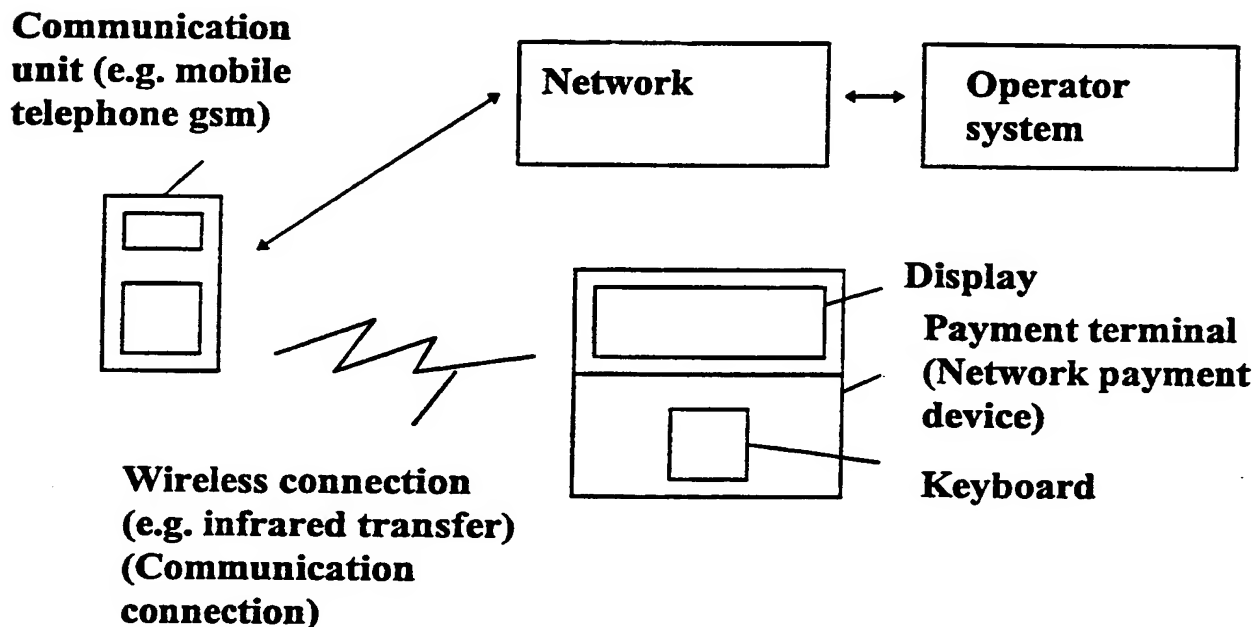 Communication
unit (e.g. mobile
telephone gsm)
Network
Operator
system
Display
Payment terminal
(Network payment
device)
Keyboard
Wireless connection
(e.g. infrared transfer)
(Communication
connection)